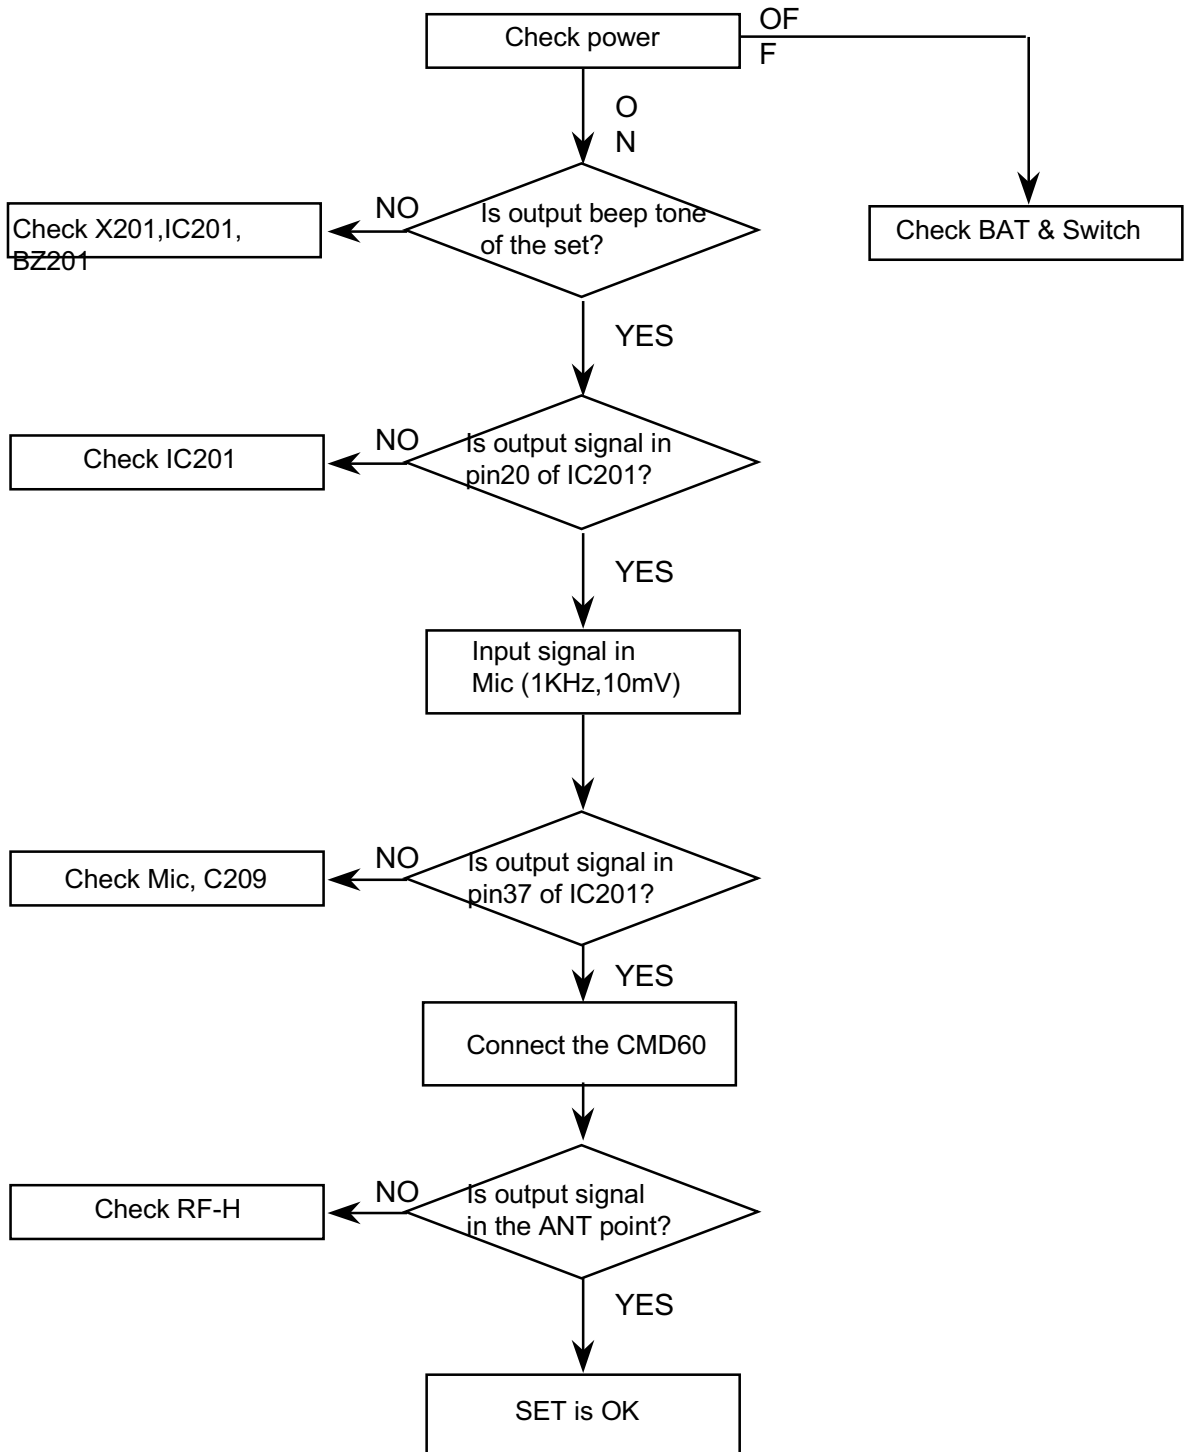 Check power
OF
F
O
N
NO
Is output beep tone
of the set?
Check X201,IC201,
BZ201
Check BAT & Switch
YES
NO
Is output signal in
pin20 of IC201?
Check IC201
YES
Input signal in
Mic (1KHz,10mV)
NO
Is output signal in
pin37 of IC201?
Check Mic, C209
YES
Connect the CMD60
NO
Is output signal
in the ANT point?
Check RF-H
YES
SET is OK